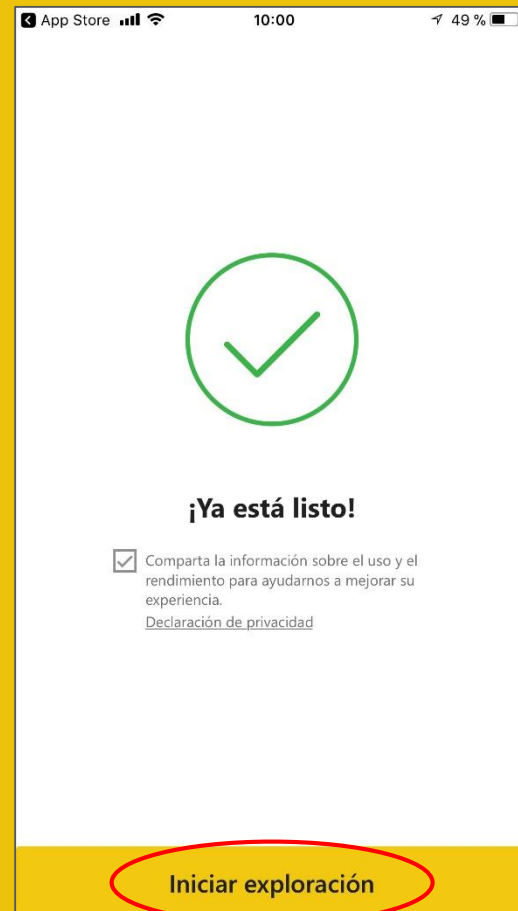 App Store 10:00 49 %
¡Ya está listo!
Comparta la información sobre el uso y el
rendimiento para ayudarnos a mejorar su
experiencia.
Declaración de privacidad
Iniciar exploración